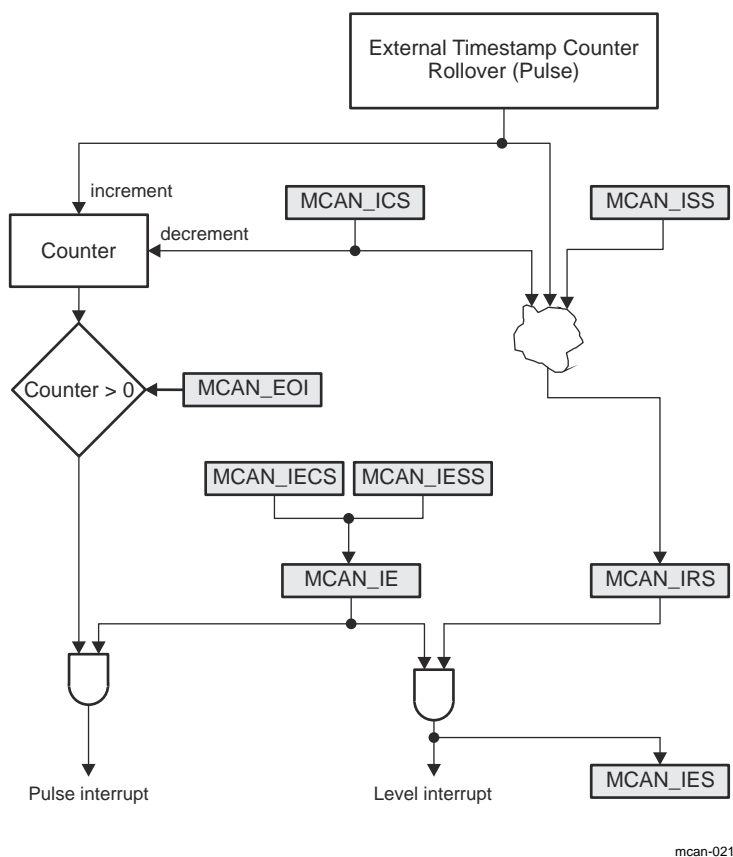 External Timestamp Counter
Rollover (Pulse)
increment
MCAN_ICS
MCAN_ISS
decrement
Counter
Counter > 0
MCAN_EOI
MCAN_IECS
MCAN_IESS
MCAN_IE
MCAN_IRS
MCAN_IES
Pulse interrupt
Level interrupt
mcan-021